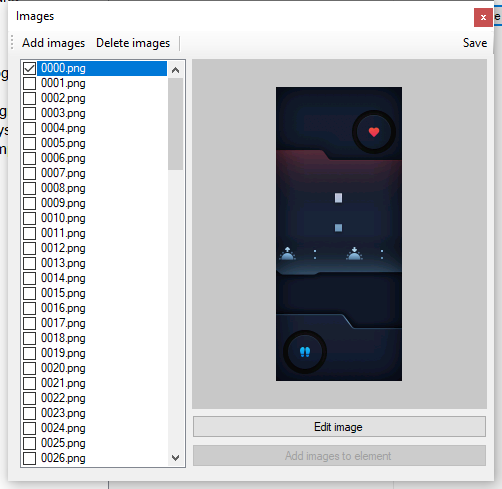 Images
x
Add images Delete images Save
0000.png
0001.png
0002.png
0003.png
0004.png
0005.png
0006.png
0007.png
0008.png
0009.png
0010.png
0011.png
0012.png
0013.png
0014.png
0015.png
0016.png
0017.png
0018.png
0019.png
0020.png
0021.png
0022.png
0023.png
0024.png
0025.png
0026.png
Edit image
Add images to element